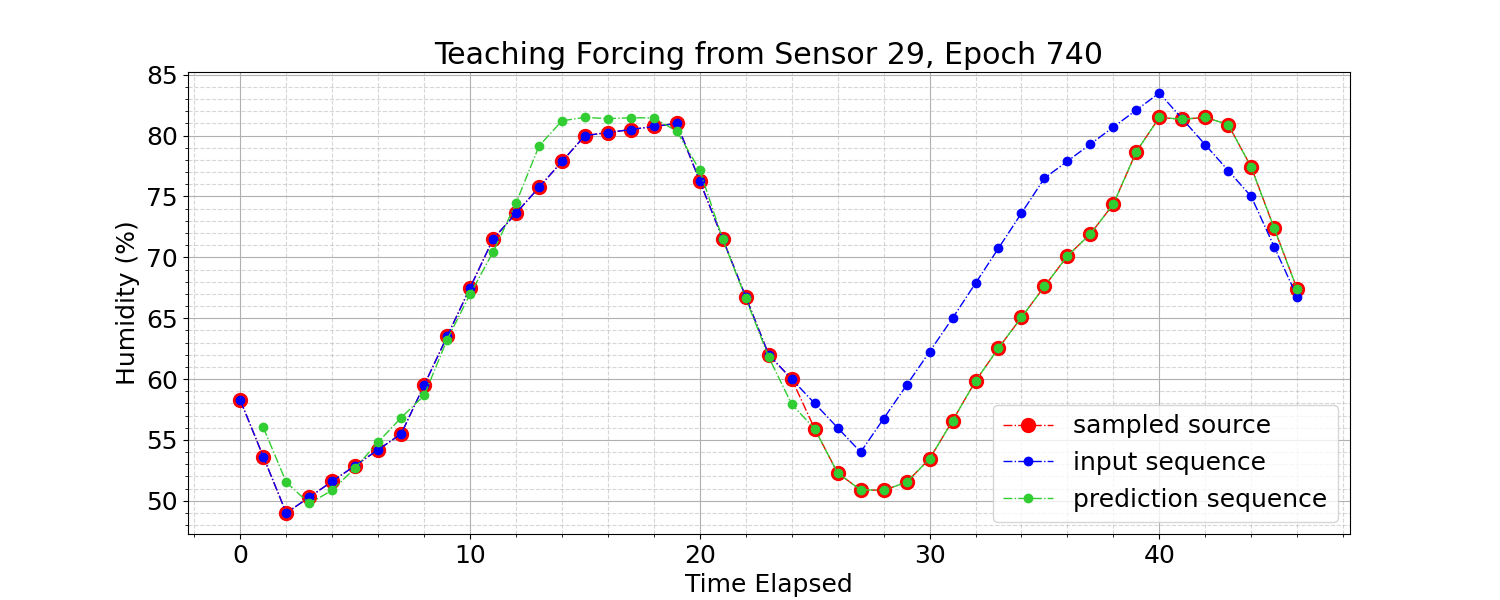 Teaching Forcing from Sensor 29, Epoch 740
85
80
75
70
65
60
55
50
Humidity (%)
sampled source
input sequence
prediction sequence
0 10 20 30 40
Time Elapsed